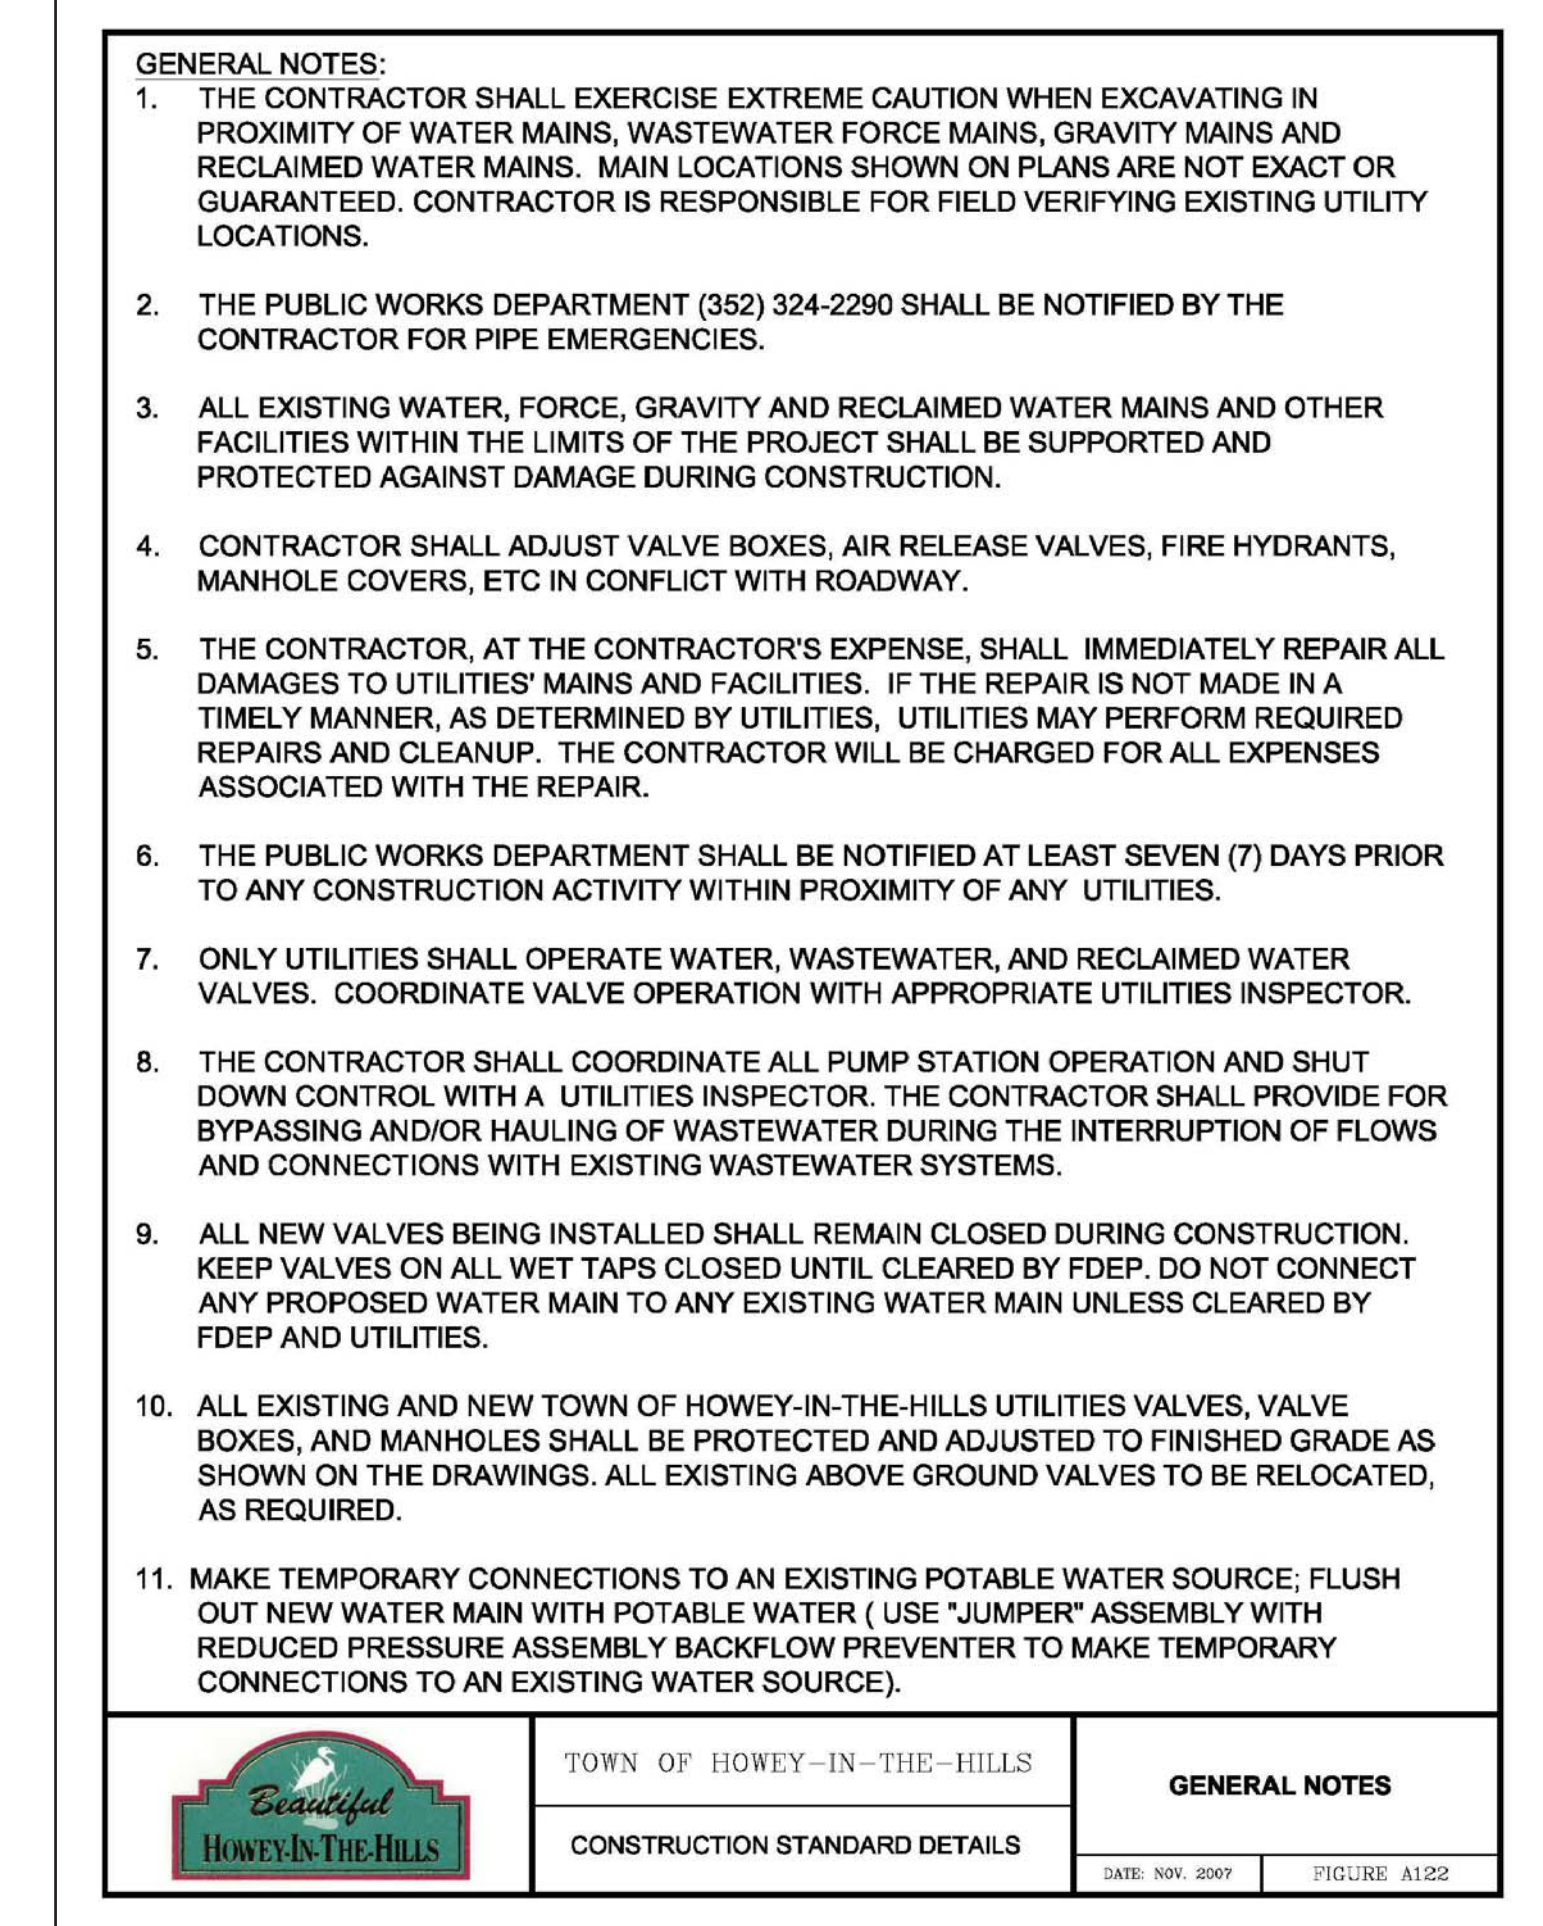 GENERAL NOTES:
1. THE CONTRACTOR SHALL EXERCISE EXTREME CAUTION WHEN EXCAVATING IN
PROXIMITY OF WATER MAINS, WASTEWATER FORCE MAINS, GRAVITY MAINS AND
RECLAIMED WATER MAINS. MAIN LOCATIONS SHOWN ON PLANS ARE NOT EXACT OR
GUARANTEED. CONTRACTOR IS RESPONSIBLE FOR FIELD VERIFYING EXISTING UTILITY
LOCATIONS.
2. THE PUBLIC WORKS DEPARTMENT (352) 324-2290 SHALL BE NOTIFIED BY THE
CONTRACTOR FOR PIPE EMERGENCIES.
3. ALL EXISTING WATER, FORCE, GRAVITY AND RECLAIMED WATER MAINS AND OTHER
FACILITIES WITHIN THE LIMITS OF THE PROJECT SHALL BE SUPPORTED AND
PROTECTED AGAINST DAMAGE DURING CONSTRUCTION.
4. CONTRACTOR SHALL ADJUST VALVE BOXES, AIR RELEASE VALVES, FIRE HYDRANTS,
MANHOLE COVERS, ETC IN CONFLICT WITH ROADWAY.
5. THE CONTRACTOR, AT THE CONTRACTOR'S EXPENSE, SHALL IMMEDIATELY REPAIR ALL
DAMAGES TO UTILITIES' MAINS AND FACILITIES. IF THE REPAIR IS NOT MADE IN A
TIMELY MANNER, AS DETERMINED BY UTILITIES, UTILITIES MAY PERFORM REQUIRED
REPAIRS AND CLEANUP. THE CONTRACTOR WILL BE CHARGED FOR ALL EXPENSES
ASSOCIATED WITH THE REPAIR.
6. THE PUBLIC WORKS DEPARTMENT SHALL BE NOTIFIED AT LEAST SEVEN (7) DAYS PRIOR
TO ANY CONSTRUCTION ACTIVITY WITHIN PROXIMITY OF ANY UTILITIES.
7. ONLY UTILITIES SHALL OPERATE WATER, WASTEWATER, AND RECLAIMED WATER
VALVES. COORDINATE VALVE OPERATION WITH APPROPRIATE UTILITIES INSPECTOR.
8. THE CONTRACTOR SHALL COORDINATE ALL PUMP STATION OPERATION AND SHUT
DOWN CONTROL WITH A UTILITIES INSPECTOR. THE CONTRACTOR SHALL PROVIDE FOR
BYPASSING AND/OR HAULING OF WASTEWATER DURING THE INTERRUPTION OF FLOWS
AND CONNECTIONS WITH EXISTING WASTEWATER SYSTEMS.
9. ALL NEW VALVES BEING INSTALLED SHALL REMAIN CLOSED DURING CONSTRUCTION.
KEEP VALVES ON ALL WET TAPS CLOSED UNTIL CLEARED BY FDEP. DO NOT CONNECT
ANY PROPOSED WATER MAIN TO ANY EXISTING WATER MAIN UNLESS CLEARED BY
FDEP AND UTILITIES.
10. ALL EXISTING AND NEW TOWN OF HOWEY-IN-THE-HILLS UTILITIES VALVES, VALVE
BOXES, AND MANHOLES SHALL BE PROTECTED AND ADJUSTED TO FINISHED GRADE AS
SHOWN ON THE DRAWINGS. ALL EXISTING ABOVE GROUND VALVES TO BE RELOCATED,
AS REQUIRED.
11. MAKE TEMPORARY CONNECTIONS TO AN EXISTING POTABLE WATER SOURCE; FLUSH
OUT NEW WATER MAIN WITH POTABLE WATER ( USE "JUMPER" ASSEMBLY WITH
REDUCED PRESSURE ASSEMBLY BACKFLOW PREVENTER TO MAKE TEMPORARY
CONNECTIONS TO AN EXISTING WATER SOURCE).
Beautiful
HOWEY-IN-THE-HILLS
TOWN OF HOWEY-IN-THE-HILLS
CONSTRUCTION STANDARD DETAILS
GENERAL NOTES
DATE: NOV. 2007
FIGURE A122